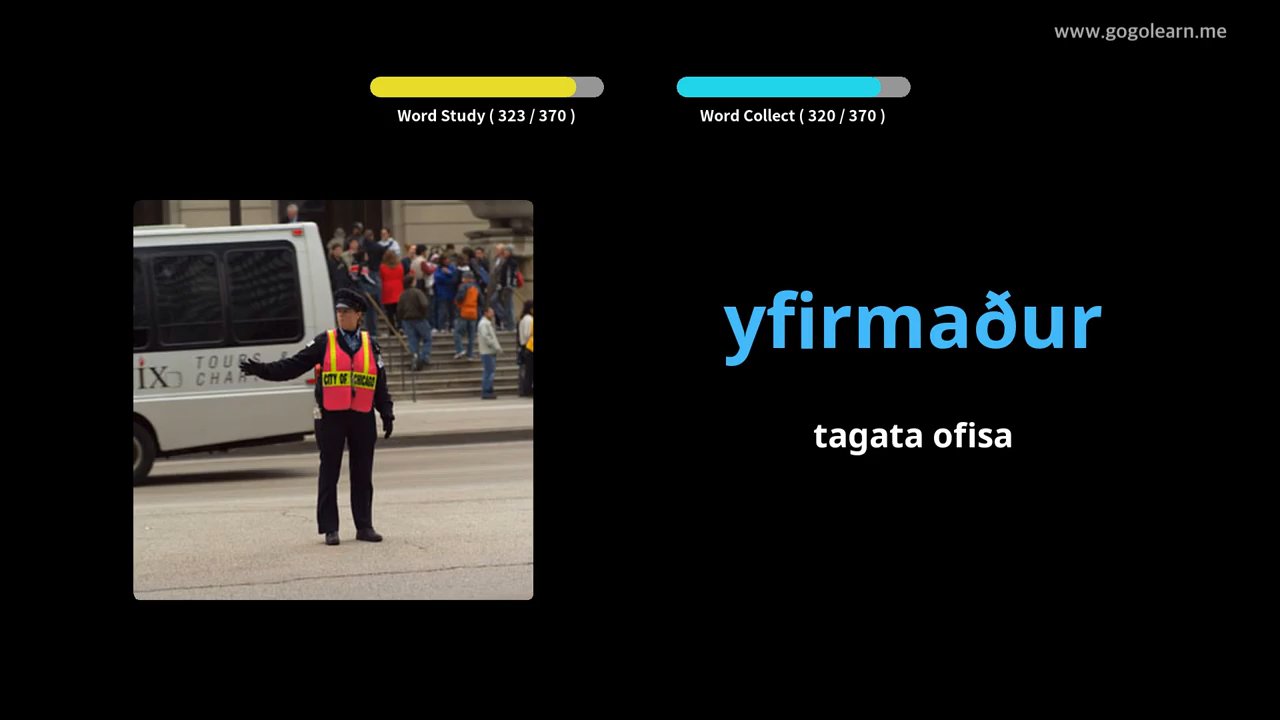 www.gogolearn.me
Word Study ( 323 / 370 )
Word Collect ( 320 / 370 )
TOURS &
IX
CHAR
CITY OF CHICAGO
yfirmaður
tagata ofisa